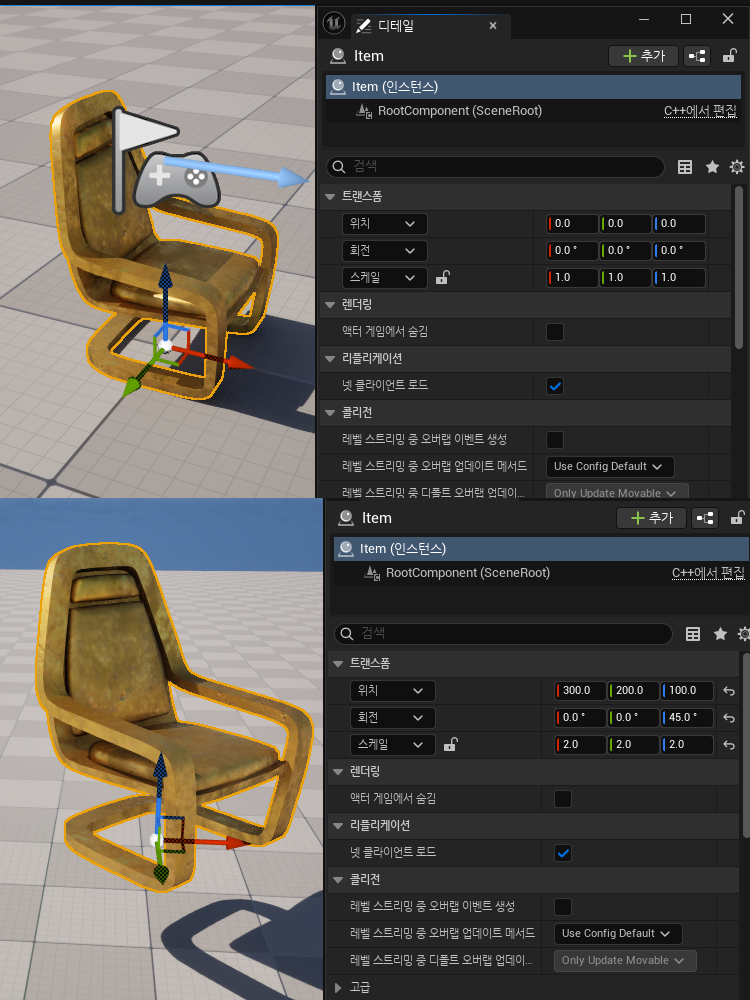 디테일
Item
추가
Item (인스턴스)
RootComponent (SceneRoot)
C++에서 편집
검색
트랜스폼
위치 0.0 0.0 0.0
회전 0.0 ° 0.0 ° 0.0 °
스케일 1.0 1.0 1.0
렌더링
액터 게임에서 숨김
리플리케이션
넷 클라이언트 로드
콜리전
레벨 스트리밍 중 오버랩 이벤트 생성
레벨 스트리밍 중 오버랩 업데이트 메서드 Use Config Default
레벨 스트리밍 중 디폴트 오버랩 업데이... Only Update Movable
Item
추가
Item (인스턴스)
RootComponent (SceneRoot)
C++에서 편집
검색
트랜스폼
위치 300.0 200.0 100.0
회전 0.0 ° 0.0 ° 45.0 °
스케일 2.0 2.0 2.0
렌더링
액터 게임에서 숨김
리플리케이션
넷 클라이언트 로드
콜리전
레벨 스트리밍 중 오버랩 이벤트 생성
레벨 스트리밍 중 오버랩 업데이트 메서드 Use Config Default
레벨 스트리밍 중 디폴트 오버랩 업데이... Only Update Movable
고급